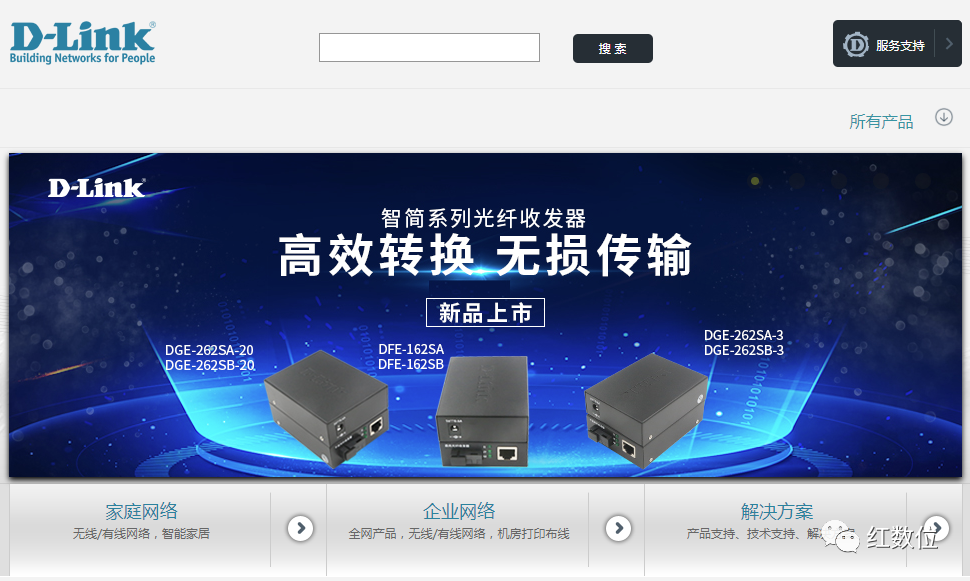 D-Link®
Building Networks for People
搜 索
服务支持
所有产品
D-Link
智简系列光纤收发器
高效转换 无损传输
新品上市
DGE-262SA-20
DGE-262SB-20
DFE-162SA
DFE-162SB
DGE-262SA-3
DGE-262SB-3
家庭网络
无线/有线网络，智能家居
企业网络
全网产品，无线/有线网络，机房打印布线
解决方案
产品支持、技术支持、解
红数位